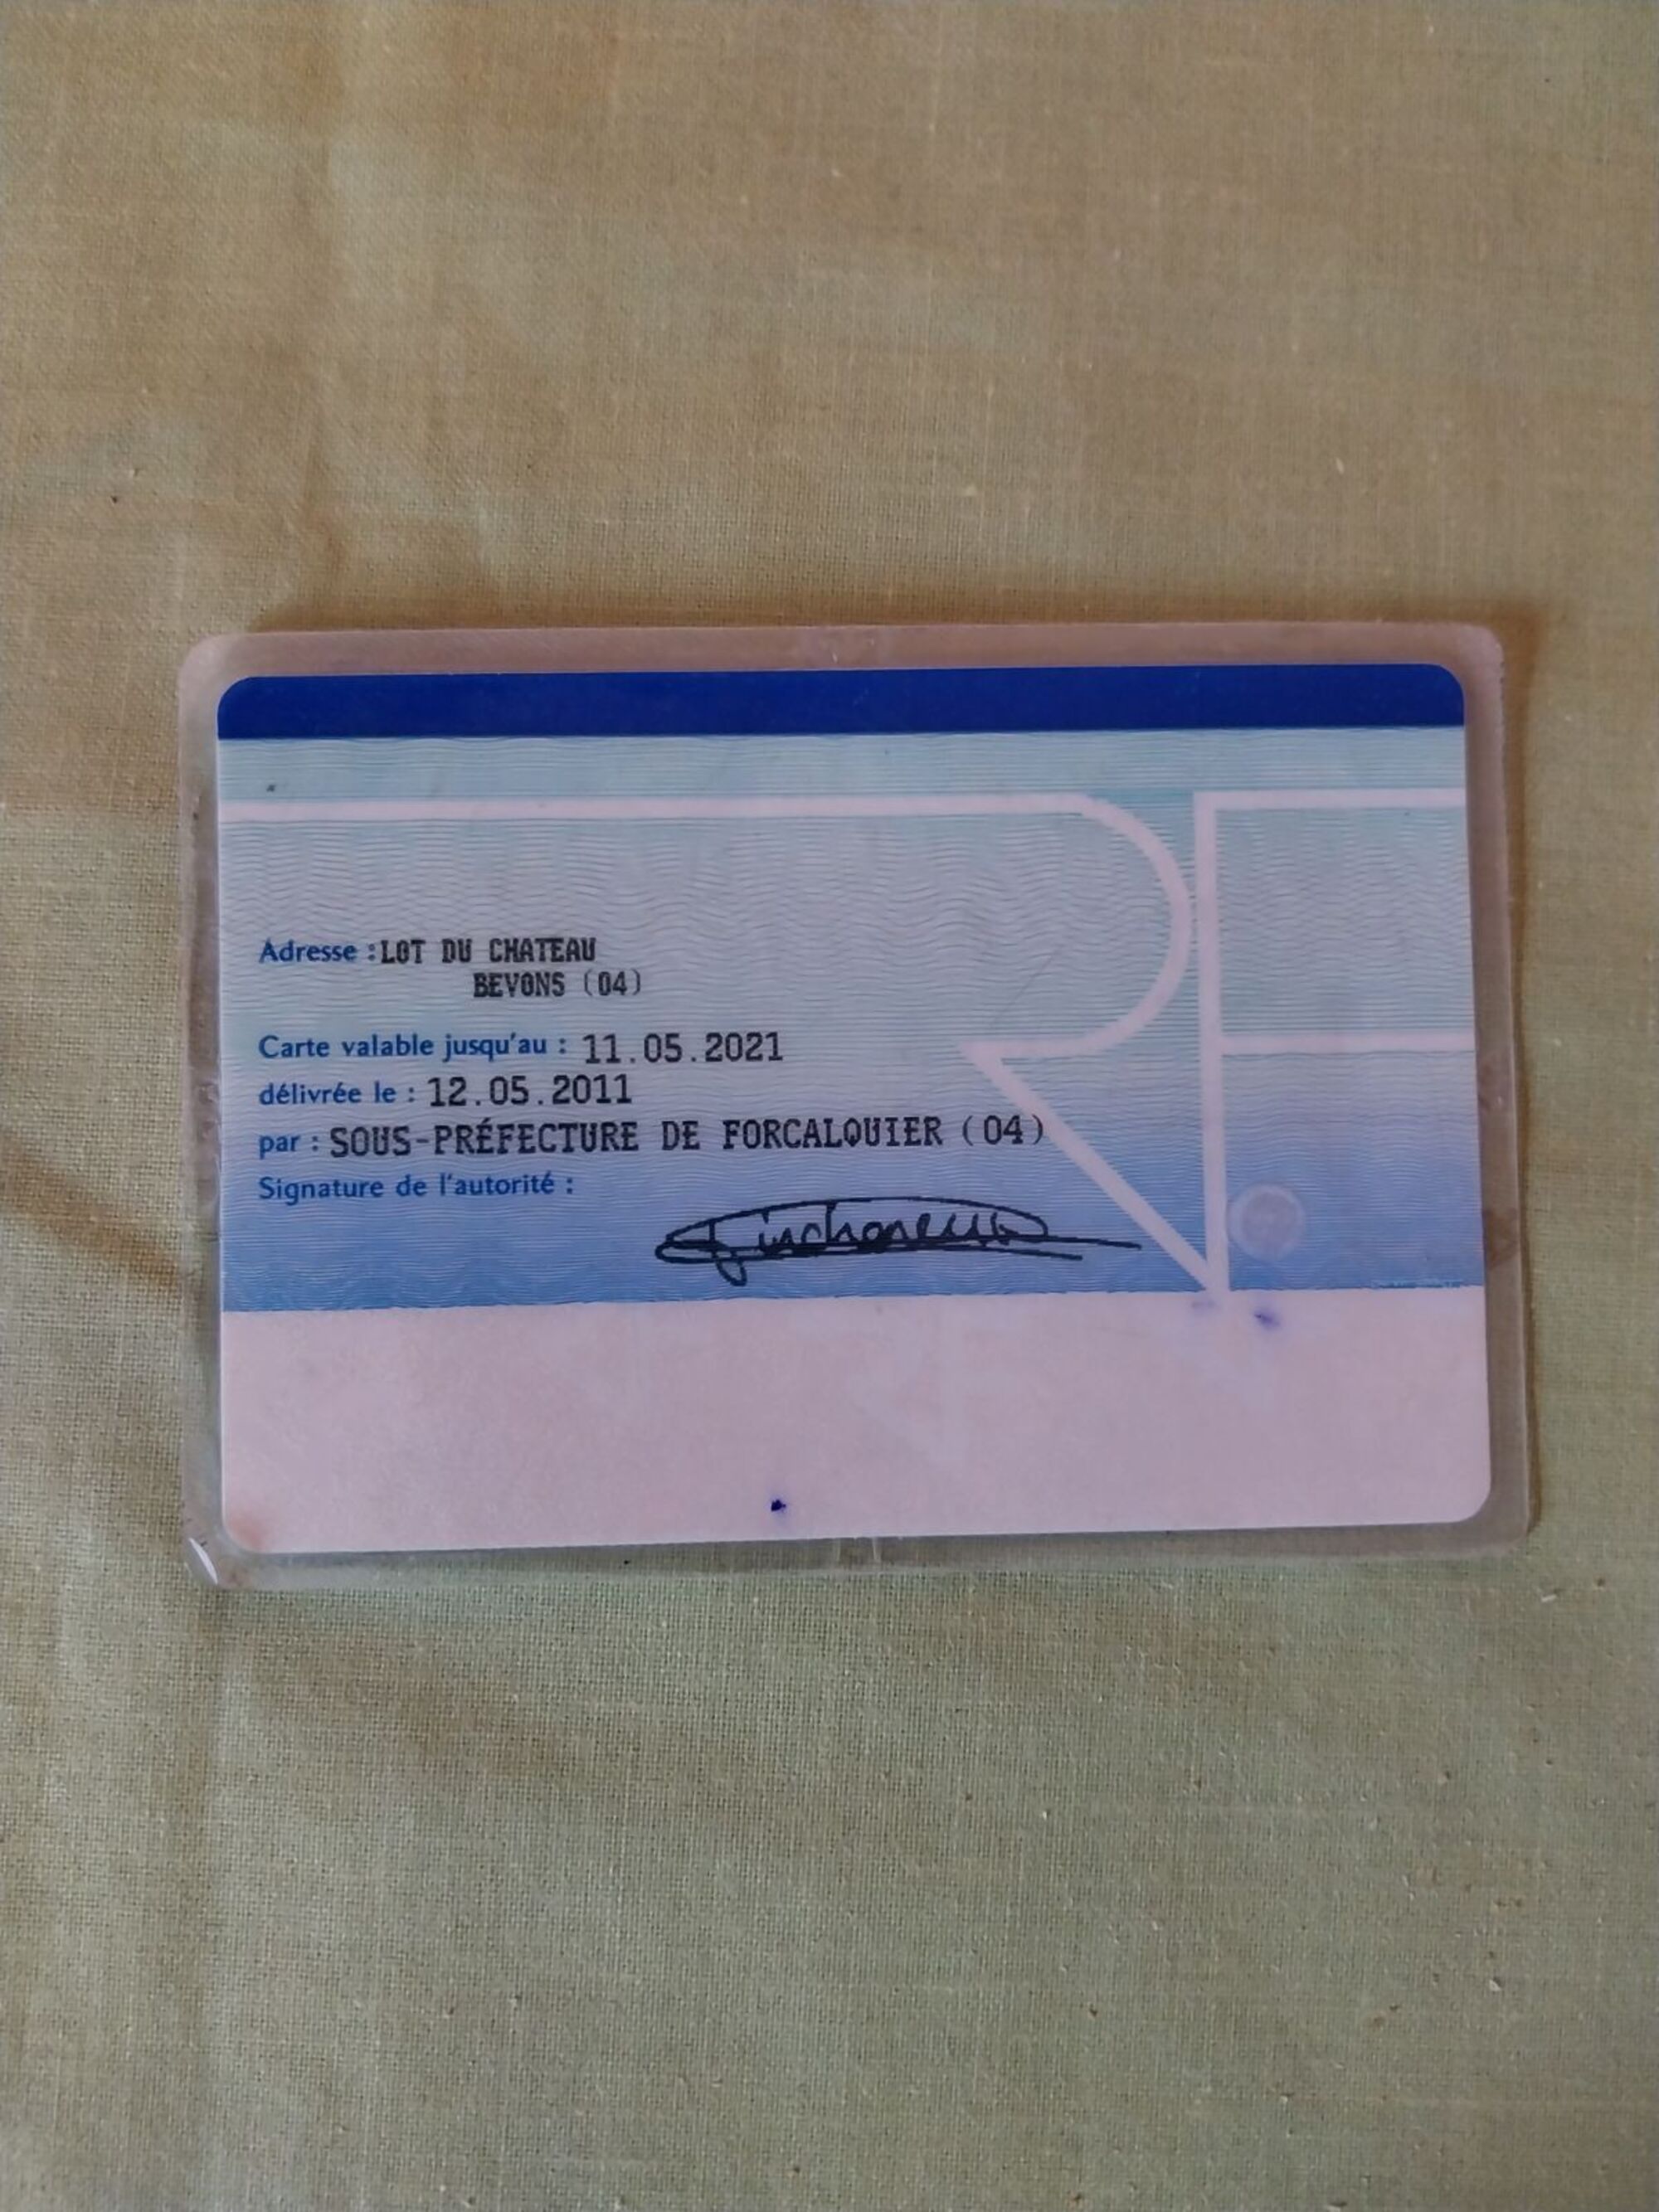 Adresse : LOT DU CHATEAU
BEVONS (04)
Carte valable jusqu'au : 11.05.2021
délivrée le : 12.05.2011
par : SOUS-PRÉFECTURE DE FORCALQUIER (04)
Signature de l'autorité :
RF